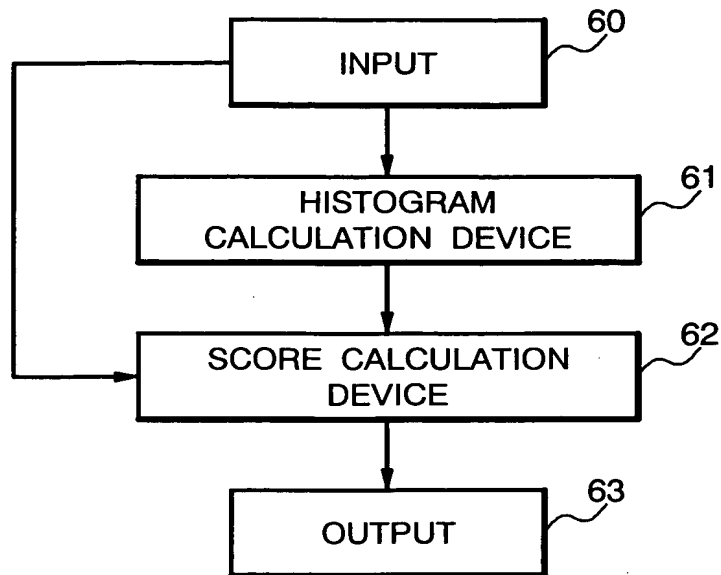 60
INPUT
61
HISTOGRAM
CALCULATION DEVICE
62
SCORE CALCULATION
DEVICE
63
OUTPUT